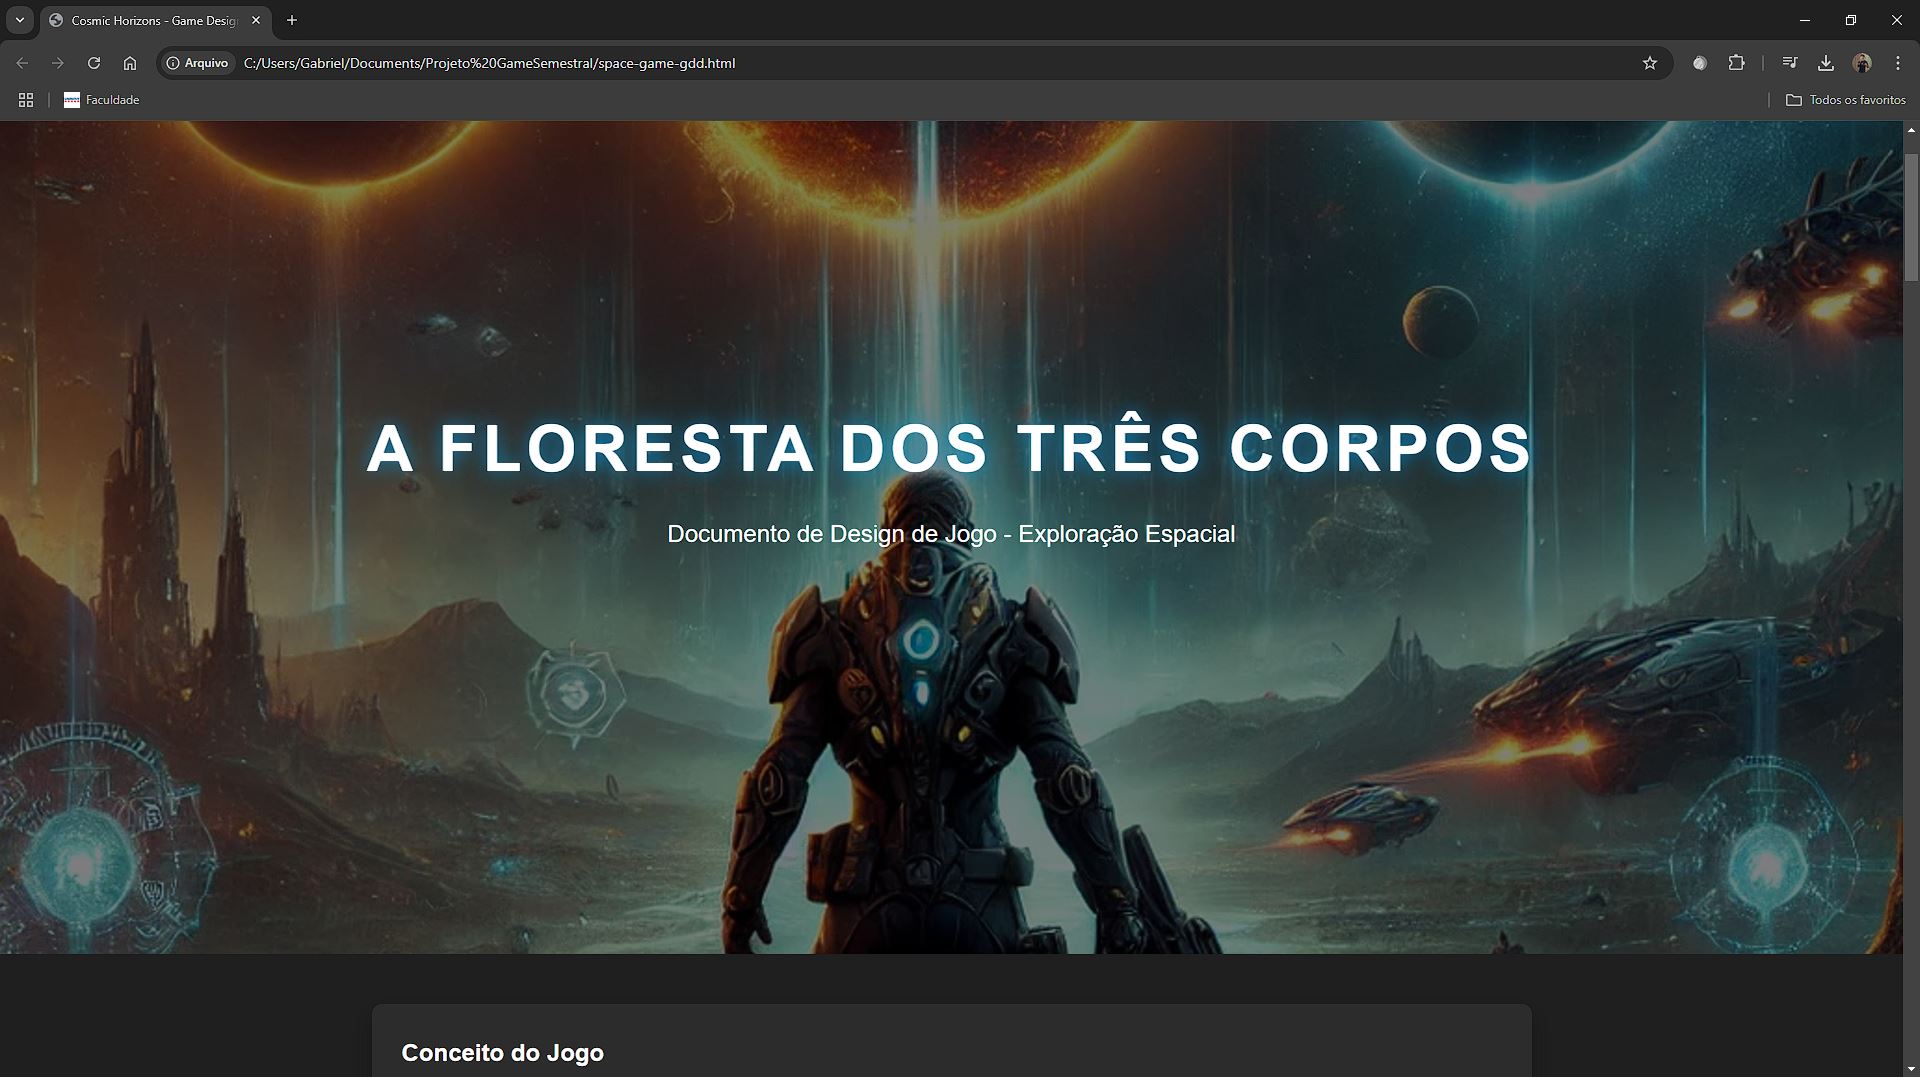 Cosmic Horizons - Game Desig
Arquivo
C:/Users/Gabriel/Documents/Projeto%20GameSemestral/space-game-gdd.html
Faculdade
Todos os favoritos
A FLORESTA DOS TRÊS CORPOS
Documento de Design de Jogo - Exploração Espacial
Conceito do Jogo